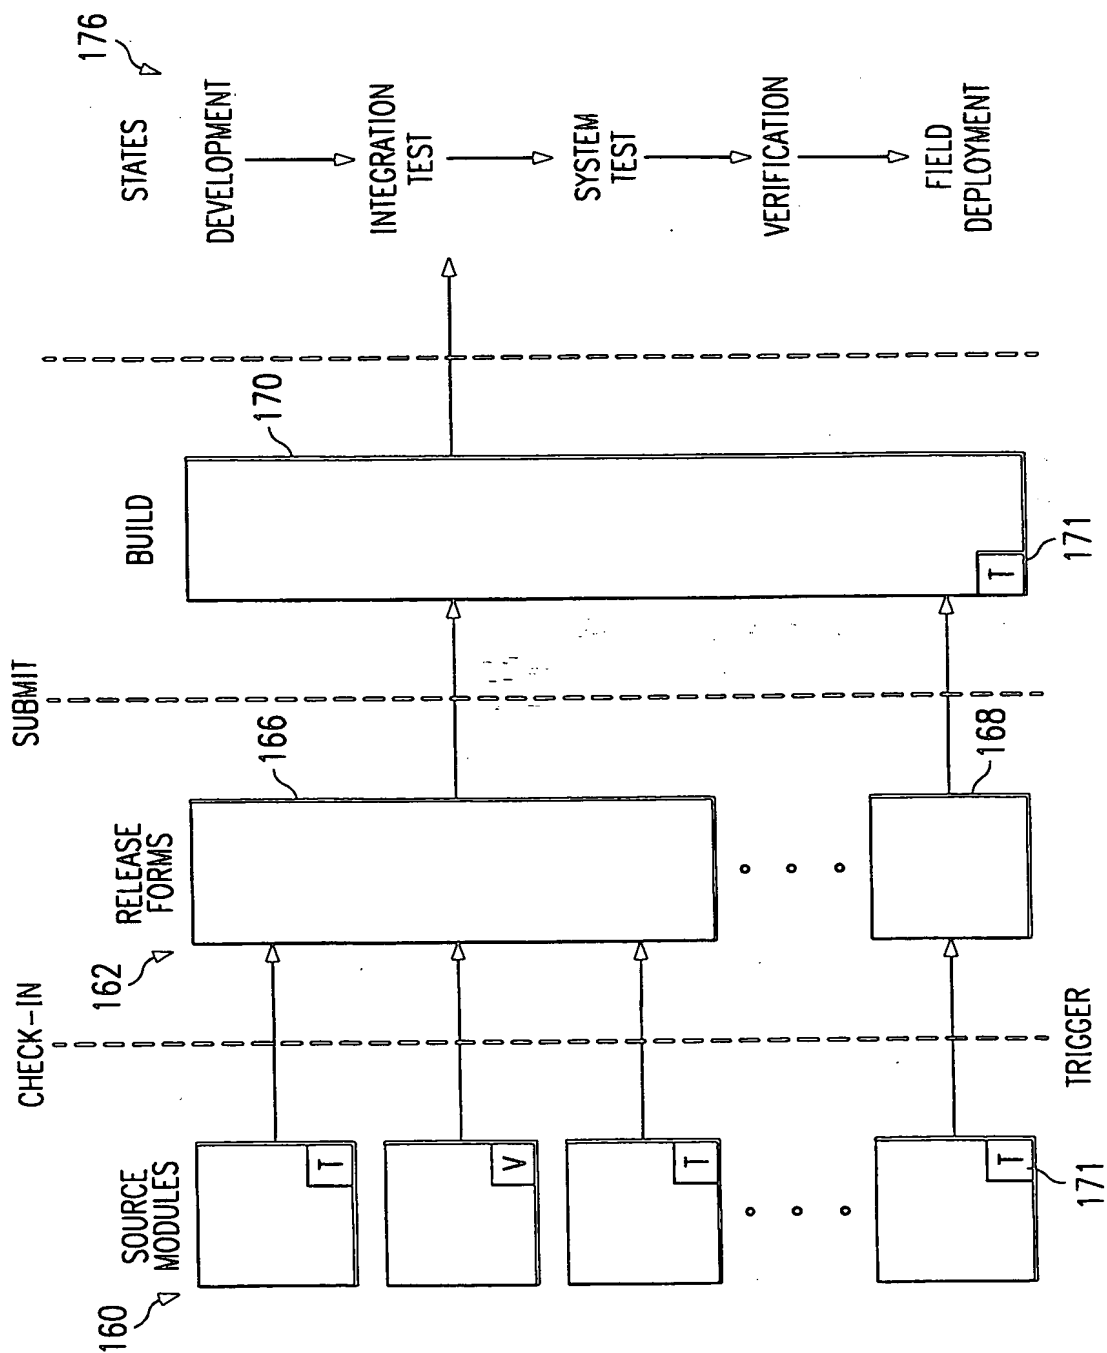 CHECK-IN
SUBMIT
160
SOURCE
MODULES
162
RELEASE
FORMS
BUILD
STATES
176
T
V
T
T
171
166
168
170
T
171
DEVELOPMENT
INTEGRATION
TEST
SYSTEM
TEST
VERIFICATION
FIELD
DEPLOYMENT
TRIGGER